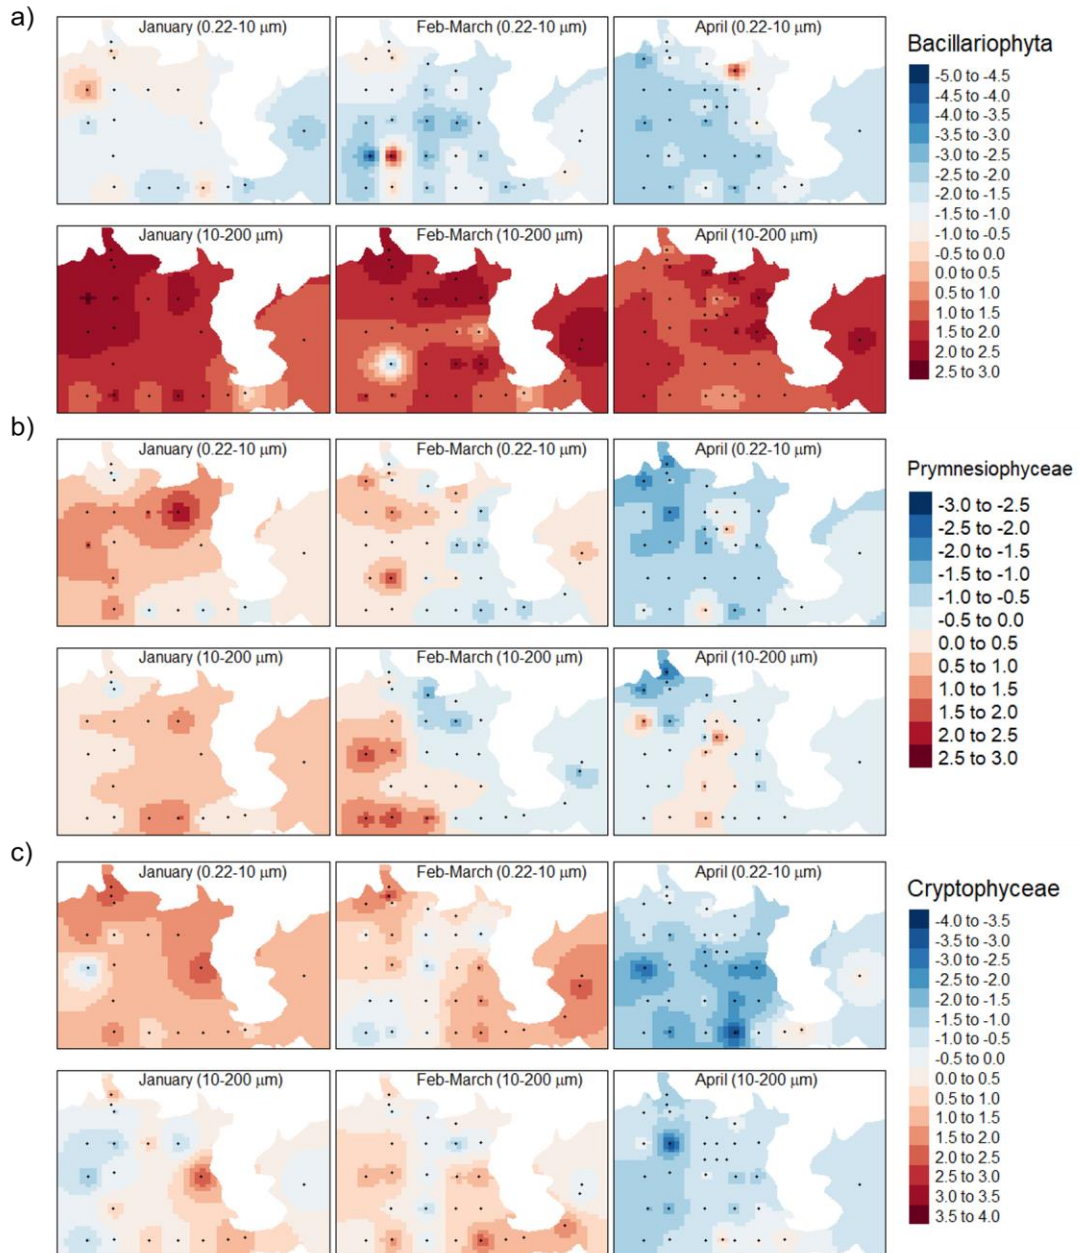 a)
January (0.22-10 µm)
Feb-March (0.22-10 µm)
April (0.22-10 µm)
Bacillariophyta
-5.0 to -4.5
-4.5 to -4.0
-4.0 to -3.5
-3.5 to -3.0
-3.0 to -2.5
-2.5 to -2.0
-2.0 to -1.5
-1.5 to -1.0
-1.0 to -0.5
-0.5 to 0.0
0.0 to 0.5
0.5 to 1.0
1.0 to 1.5
1.5 to 2.0
2.0 to 2.5
2.5 to 3.0
January (10-200 µm)
Feb-March (10-200 µm)
April (10-200 µm)
b)
January (0.22-10 µm)
Feb-March (0.22-10 µm)
April (0.22-10 µm)
Prymnesiophyceae
-3.0 to -2.5
-2.5 to -2.0
-2.0 to -1.5
-1.5 to -1.0
-1.0 to -0.5
-0.5 to 0.0
0.0 to 0.5
0.5 to 1.0
1.0 to 1.5
1.5 to 2.0
2.0 to 2.5
2.5 to 3.0
January (10-200 µm)
Feb-March (10-200 µm)
April (10-200 µm)
c)
January (0.22-10 µm)
Feb-March (0.22-10 µm)
April (0.22-10 µm)
Cryptophyceae
-4.0 to -3.5
-3.5 to -3.0
-3.0 to -2.5
-2.5 to -2.0
-2.0 to -1.5
-1.5 to -1.0
-1.0 to -0.5
-0.5 to 0.0
0.0 to 0.5
0.5 to 1.0
1.0 to 1.5
1.5 to 2.0
2.0 to 2.5
2.5 to 3.0
3.0 to 3.5
3.5 to 4.0
January (10-200 µm)
Feb-March (10-200 µm)
April (10-200 µm)